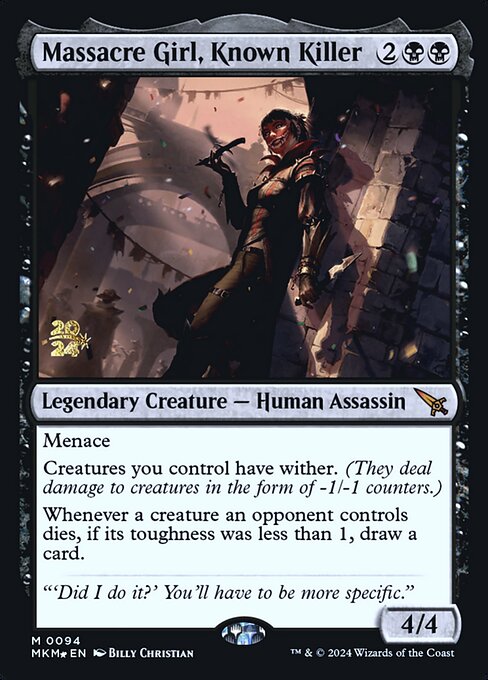 Massacre Girl, Known Killer 2
2024
Legendary Creature — Human Assassin
Menace
Creatures you control have wither. (They deal
damage to creatures in the form of -1/-1 counters.)
Whenever a creature an opponent controls
dies, if its toughness was less than 1, draw a
card.
“‘Did I do it?’ You’ll have to be more specific.”
4/4
M 0094
MKM★EN Billy Christian
™ & © 2024 Wizards of the Coast